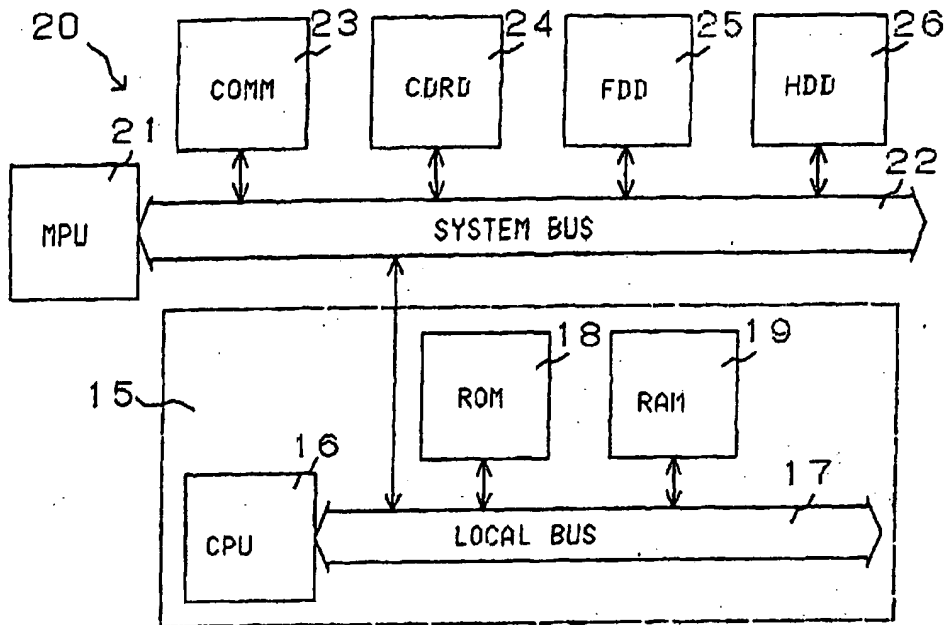 20
23
24
25
26
COMM
CDRD
FDD
HDD
21
22
MPU
SYSTEM BUS
18
19
15
ROM
RAM
16
17
CPU
LOCAL BUS